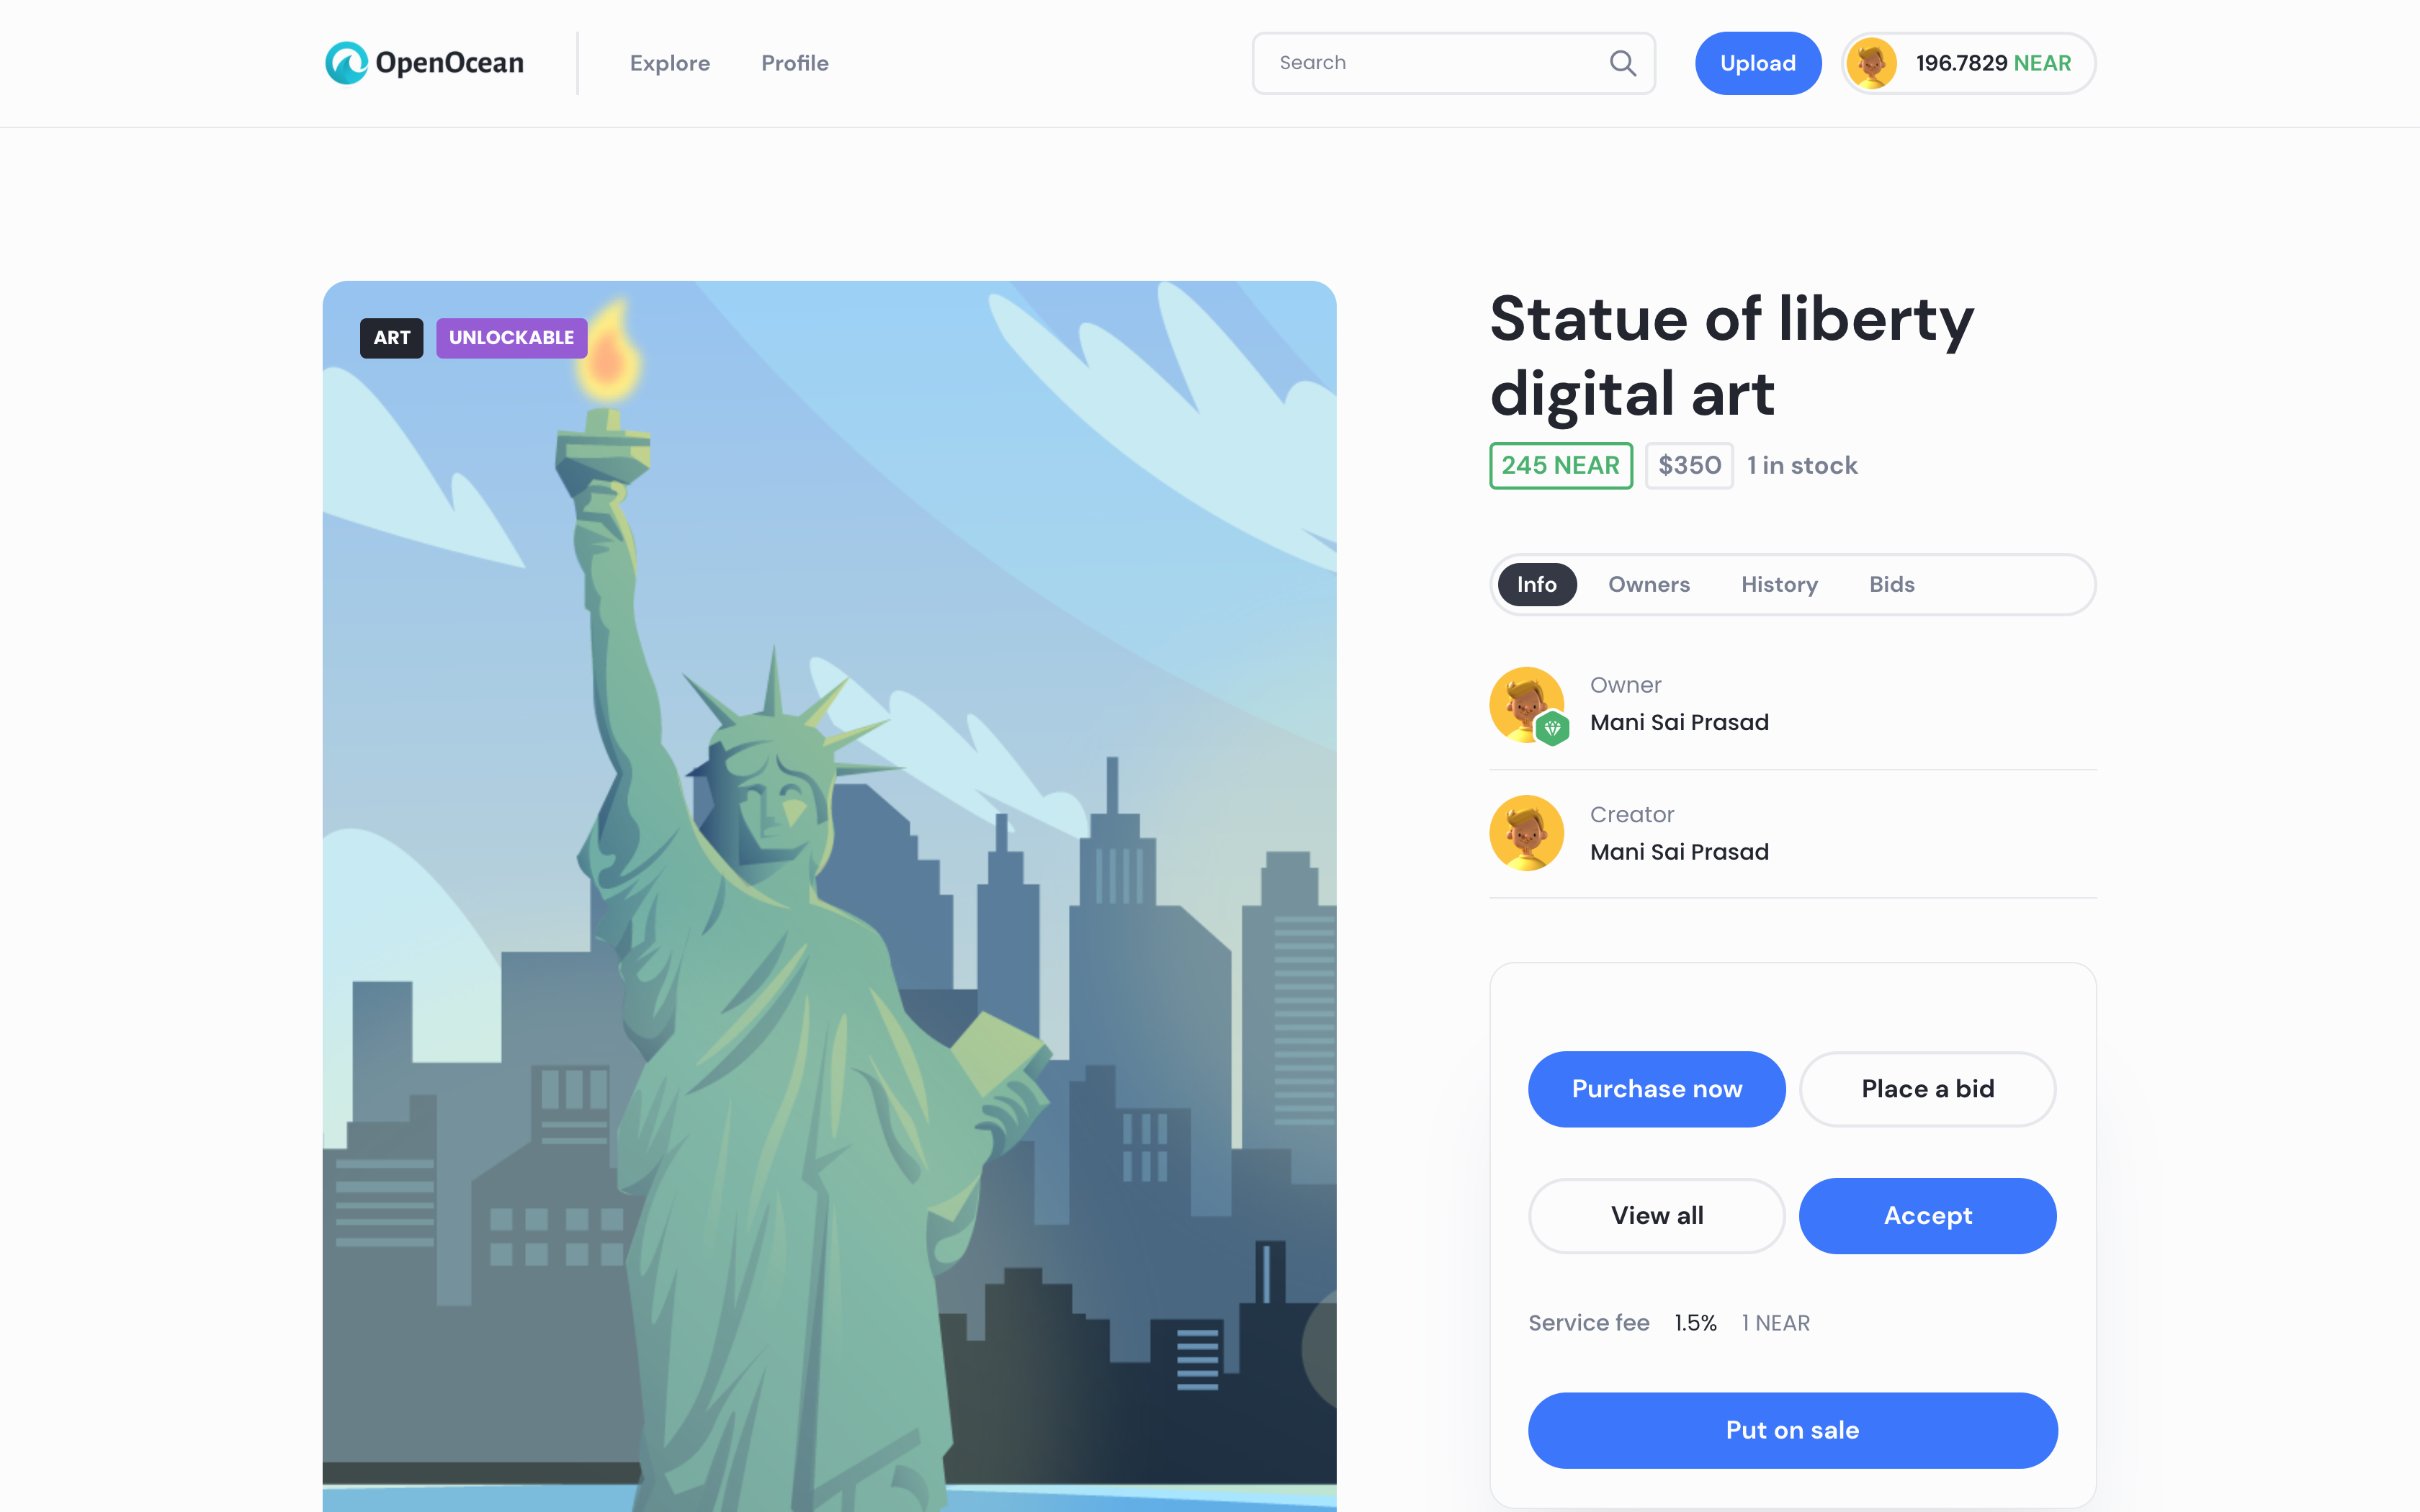 OpenOcean
Explore
Profile
Search
Upload
196.7829 NEAR
ART
UNLOCKABLE
Statue of liberty
digital art
245 NEAR
$350
1 in stock
Info
Owners
History
Bids
Owner
Mani Sai Prasad
Creator
Mani Sai Prasad
Purchase now
Place a bid
View all
Accept
Service fee 1.5% 1 NEAR
Put on sale